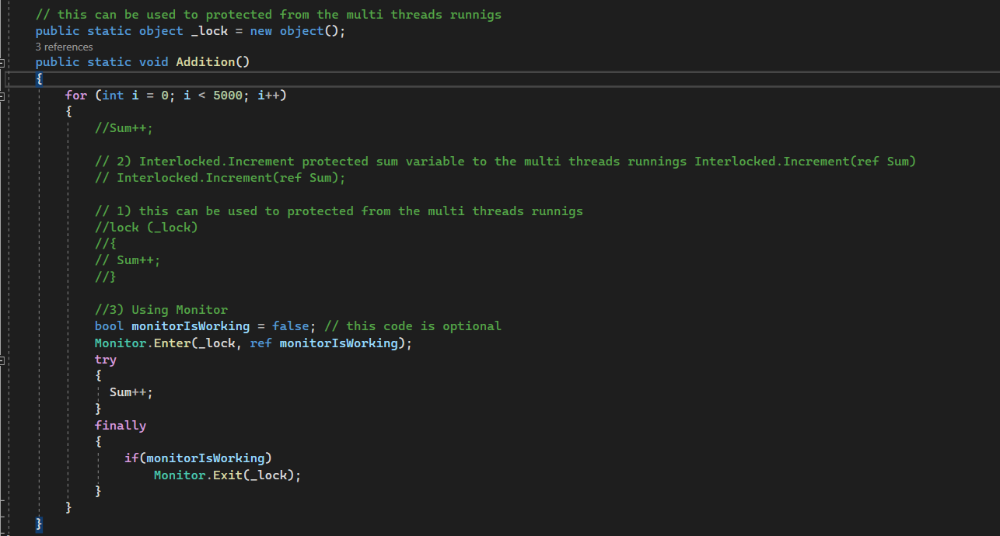 // this can be used to protected from the multi threads runnigs
public static object _lock = new object();
3 references
public static void Addition()
{
for (int i = 0; i < 5000; i++)
{
//Sum++;
// 2) Interlocked.Increment protected sum variable to the multi threads runnings Interlocked.Increment(ref Sum)
// Interlocked.Increment(ref Sum);
// 1) this can be used to protected from the multi threads runnigs
//lock (_lock)
//{
// Sum++;
//}
//3) Using Monitor
bool monitorIsWorking = false; // this code is optional
Monitor.Enter(_lock, ref monitorIsWorking);
try
{
Sum++;
}
finally
{
if(monitorIsWorking)
Monitor.Exit(_lock);
}
}
}